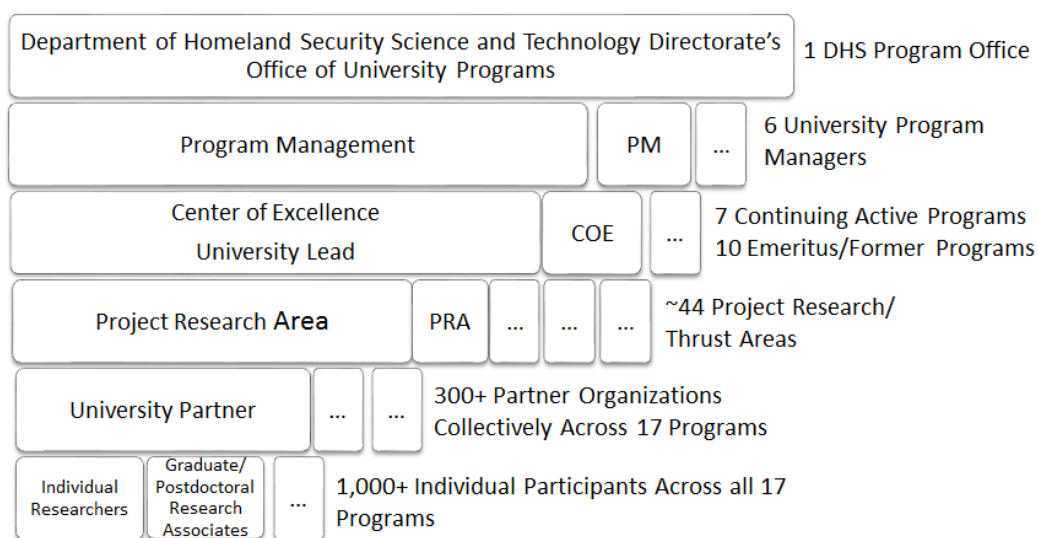 Department of Homeland Security Science and Technology Directorate's
Office of University Programs
1 DHS Program Office
Program Management
PM
...
6 University Program
Managers
Center of Excellence
University Lead
COE
...
7 Continuing Active Programs
10 Emeritus/Former Programs
Project Research Area
PRA
...
...
...
~44 Project Research/
Thrust Areas
University Partner
...
...
300+ Partner Organizations
Collectively Across 17 Programs
Individual
Researchers
Graduate/
Postdoctoral
Research
Associates
...
1,000+ Individual Participants Across all 17
Programs